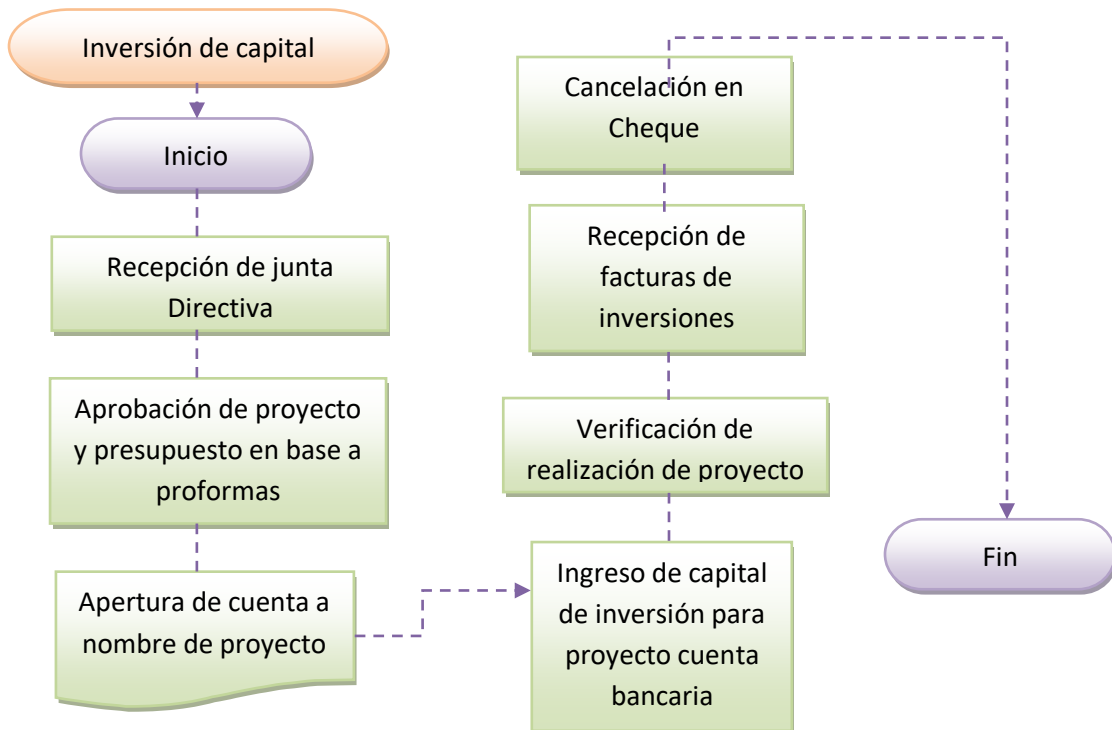 Inversión de capital
Inicio
Recepción de junta
Directiva
Aprobación de proyecto
y presupuesto en base a
proformas
Apertura de cuenta a
nombre de proyecto
Ingreso de capital
de inversión para
proyecto cuenta
bancaria
Verificación de
realización de proyecto
Recepción de
facturas de
inversiones
Cancelación en
Cheque
Fin